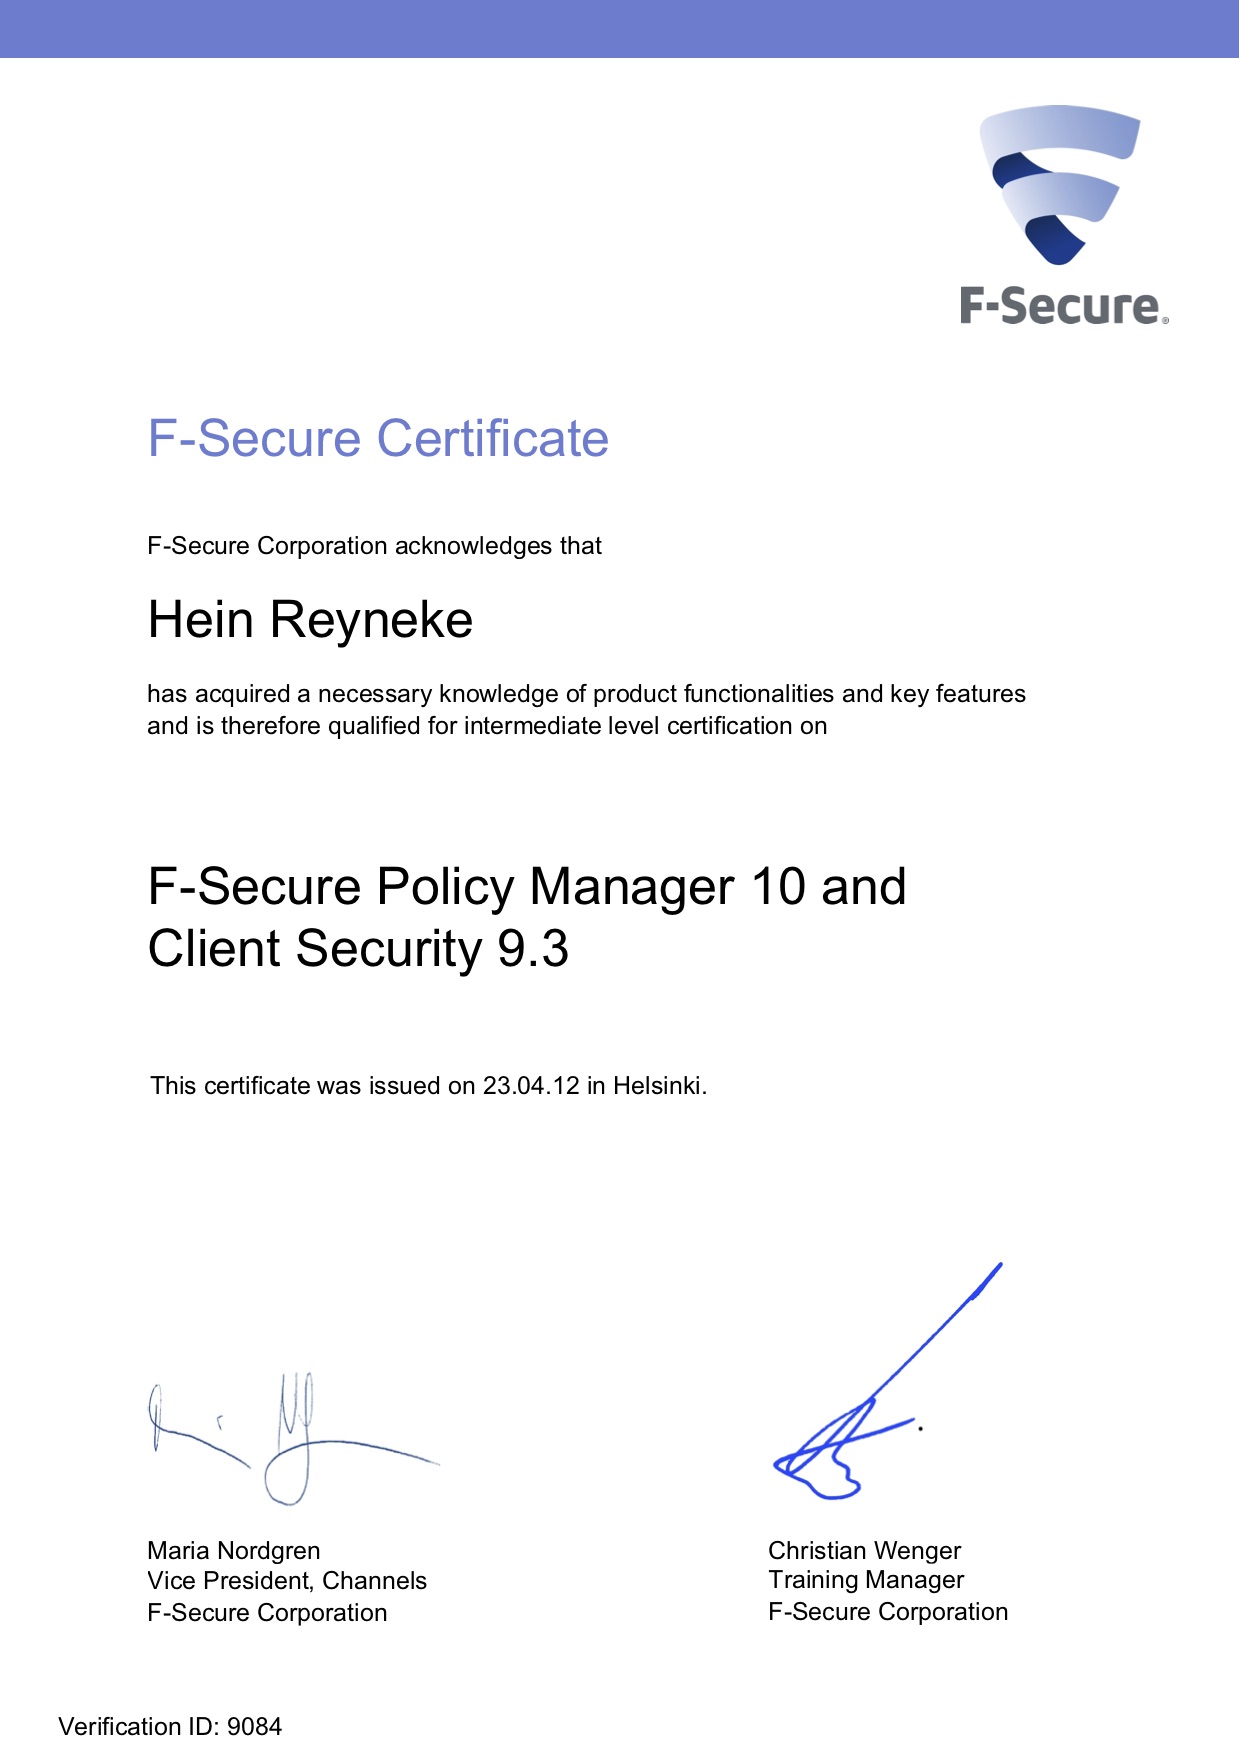 F-Secure®
F-Secure Certificate
F-Secure Corporation acknowledges that
Hein Reyneke
has acquired a necessary knowledge of product functionalities and key features
and is therefore qualified for intermediate level certification on
F-Secure Policy Manager 10 and
Client Security 9.3
This certificate was issued on 23.04.12 in Helsinki.
Maria Nordgren
Vice President, Channels
F-Secure Corporation
Christian Wenger
Training Manager
F-Secure Corporation
Verification ID: 9084